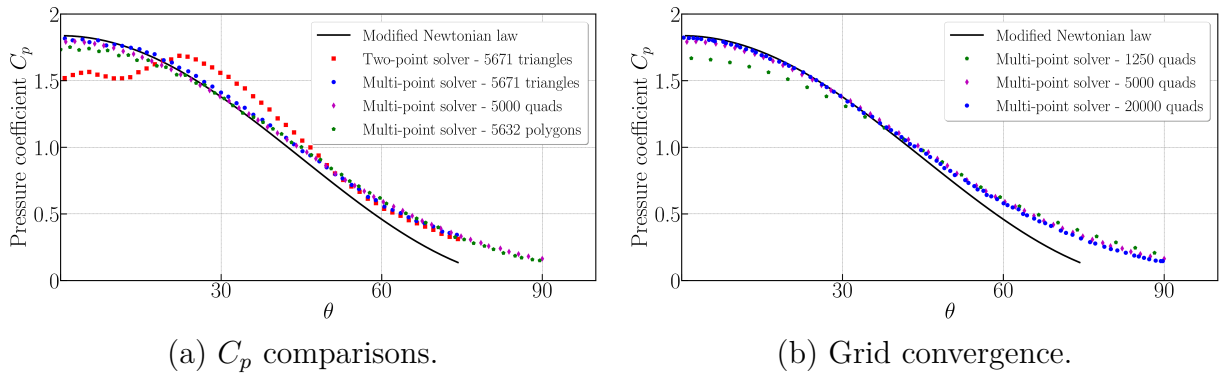 Pressure coefficient Cp
2
1.5
1.0
0.5
0
30
60
90
θ
Modified Newtonian law
Two-point solver - 5671 triangles
Multi-point solver - 5671 triangles
Multi-point solver - 5000 quads
Multi-point solver - 5632 polygons
(a) Cp comparisons.
Pressure coefficient Cp
2
1.5
1.0
0.5
0
30
60
90
θ
Modified Newtonian law
Multi-point solver - 1250 quads
Multi-point solver - 5000 quads
Multi-point solver - 20000 quads
(b) Grid convergence.